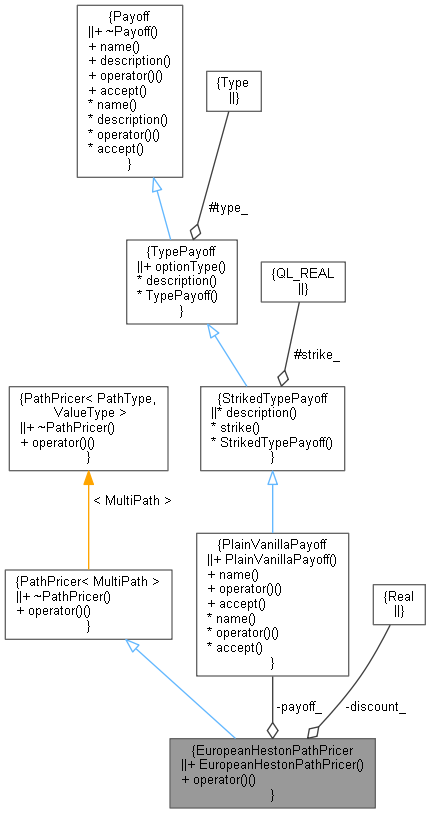 {Payoff
||+ ~Payoff()
+ name()
+ description()
+ operator()()
+ accept()
* name()
* description()
* operator()()
* accept()
}
{Type
||}
#type_
{TypePayoff
||+ optionType()
* description()
* TypePayoff()
}
{QL_REAL
||}
#strike_
{PathPricer< PathType,
ValueType >
||+ ~PathPricer()
+ operator()()
}
{StrikedTypePayoff
||* description()
* strike()
* StrikedTypePayoff()
}
< MultiPath >
{PlainVanillaPayoff
||+ PlainVanillaPayoff()
+ name()
+ operator()()
+ accept()
* name()
* operator()()
* accept()
}
{PathPricer< MultiPath >
||+ ~PathPricer()
+ operator()()
}
{Real
||}
-payoff_
-discount_
{EuropeanHestonPathPricer
||+ EuropeanHestonPathPricer()
+ operator()()
}